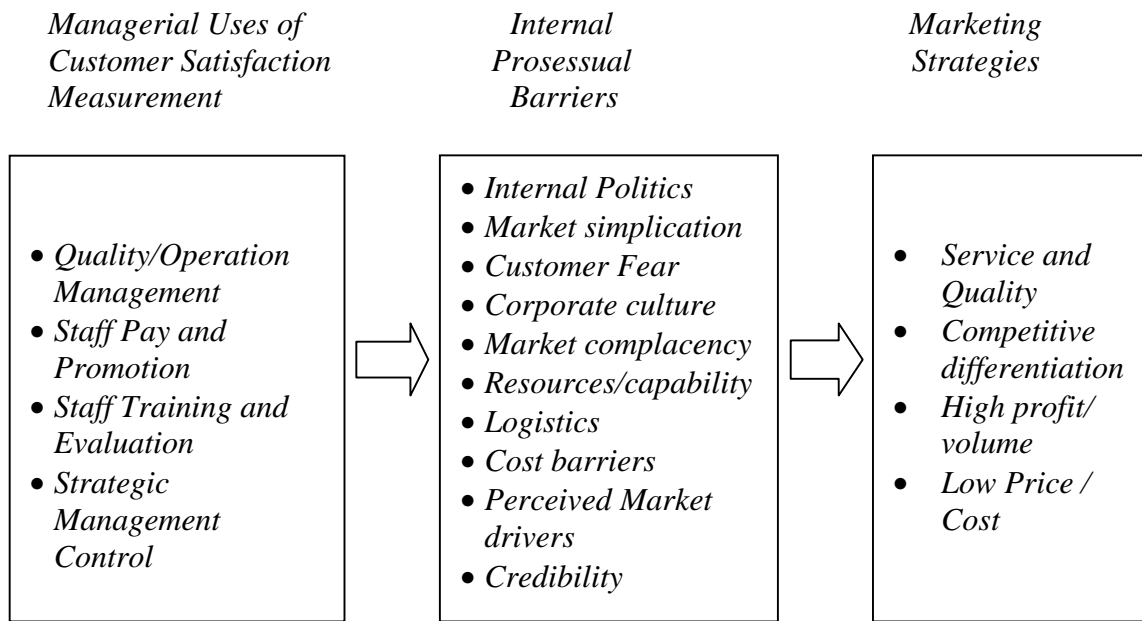 Managerial Uses of
Customer Satisfaction
Measurement
Internal
Prosessual
Barriers
Marketing
Strategies
• Quality/Operation
Management
• Staff Pay and
Promotion
• Staff Training and
Evaluation
• Strategic
Management
Control
• Internal Politics
• Market simplication
• Customer Fear
• Corporate culture
• Market complacency
• Resources/capability
• Logistics
• Cost barriers
• Perceived Market
drivers
• Credibility
• Service and
Quality
• Competitive
differentiation
• High profit/
volume
• Low Price /
Cost